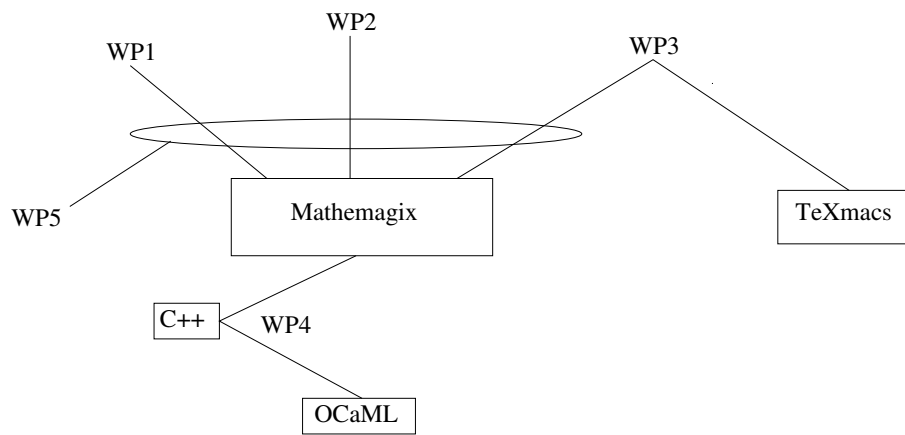 WP2
WP1
WP3
WP5
Mathemagix
TeXmacs
C++
WP4
OCaML